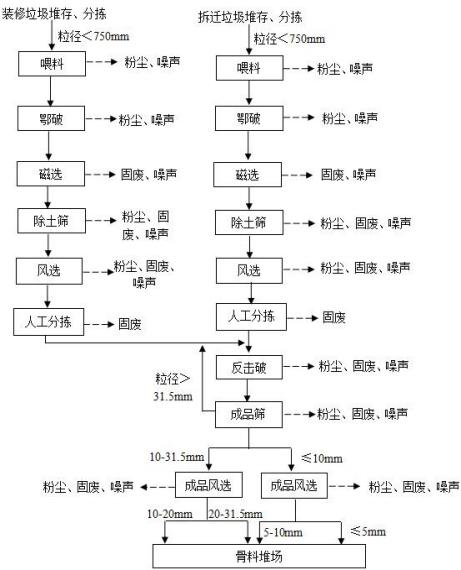 装修垃圾堆存、分拣
拆迁垃圾堆存、分拣
粒径＜750mm
粒径＜750mm
喂料
粉尘、噪声
喂料
粉尘、噪声
鄂破
粉尘、噪声
鄂破
粉尘、噪声
磁选
固废、噪声
磁选
固废、噪声
除土筛
粉尘、固
废、噪声
除土筛
粉尘、固废、噪声
风选
粉尘、固废、
噪声
风选
粉尘、固废、噪声
人工分拣
固废
人工分拣
固废
反击破
粉尘、固废、噪声
粒径＞
31.5mm
成品筛
粉尘、固废、噪声
10-31.5mm
≤10mm
粉尘、固废、噪声
成品风选
成品风选
粉尘、固废、噪声
10-20mm
20-31.5mm
5-10mm
≤5mm
骨料堆场